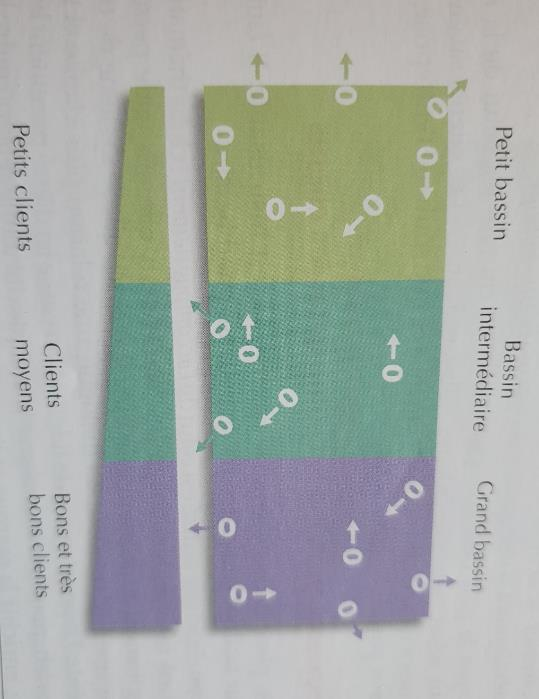 Petit bassin
Bassin
intermédiaire
Grand bassin
Petits clients
Clients
moyens
Bons et très
bons clients